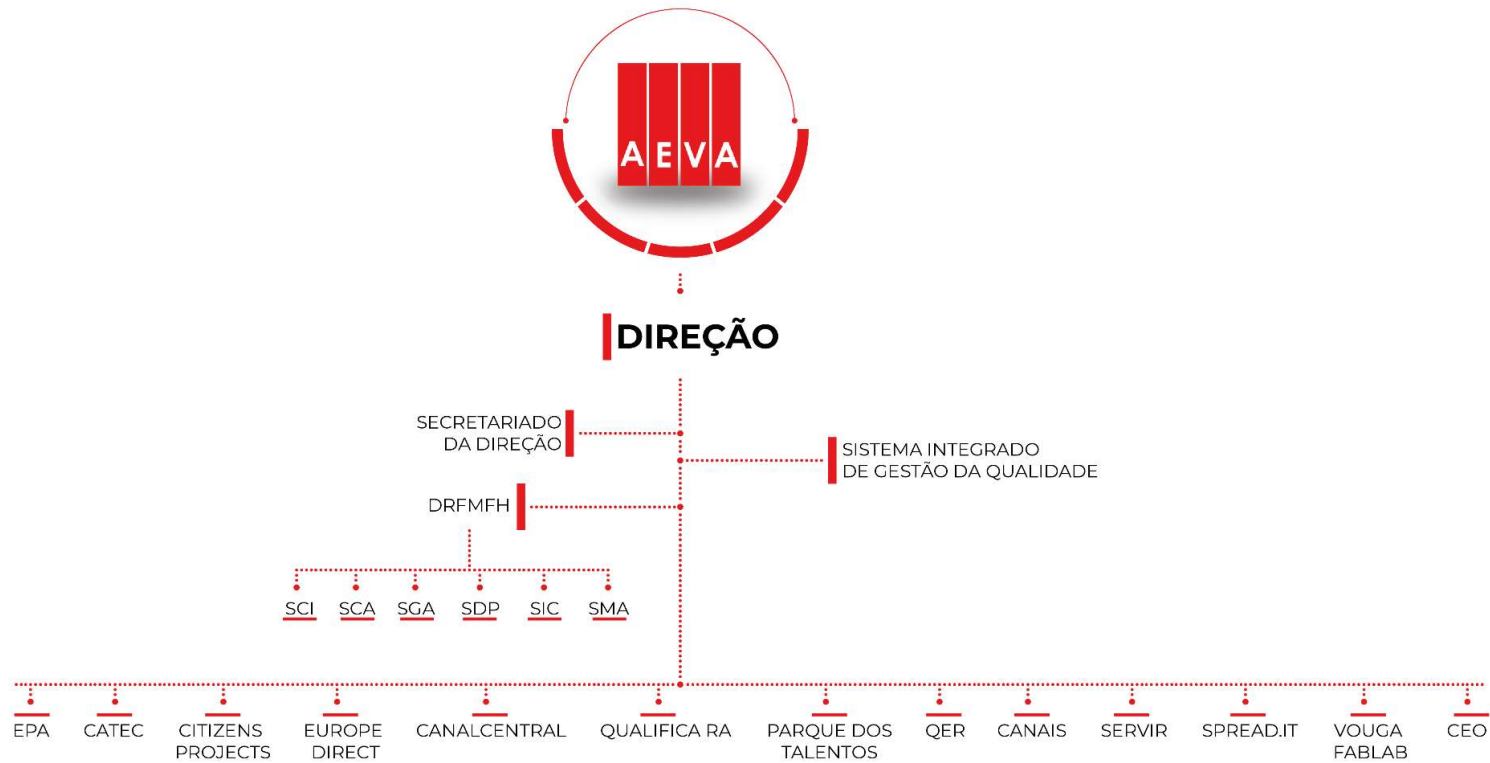 AEVA
DIREÇÃO
SECRETARIADO
DA DIREÇÃO
SISTEMA INTEGRADO
DE GESTÃO DA QUALIDADE
DRFMFH
SCI SCA SGA SDP SIC SMA
EPA CATEC CITIZENS EUROPE CANALCENTRAL QUALIFICA RA PARQUE DOS QER CANAIS SERVIR SPREAD.IT VOUGA CEO
PROJECTS DIRECT TALENTOS FABLAB